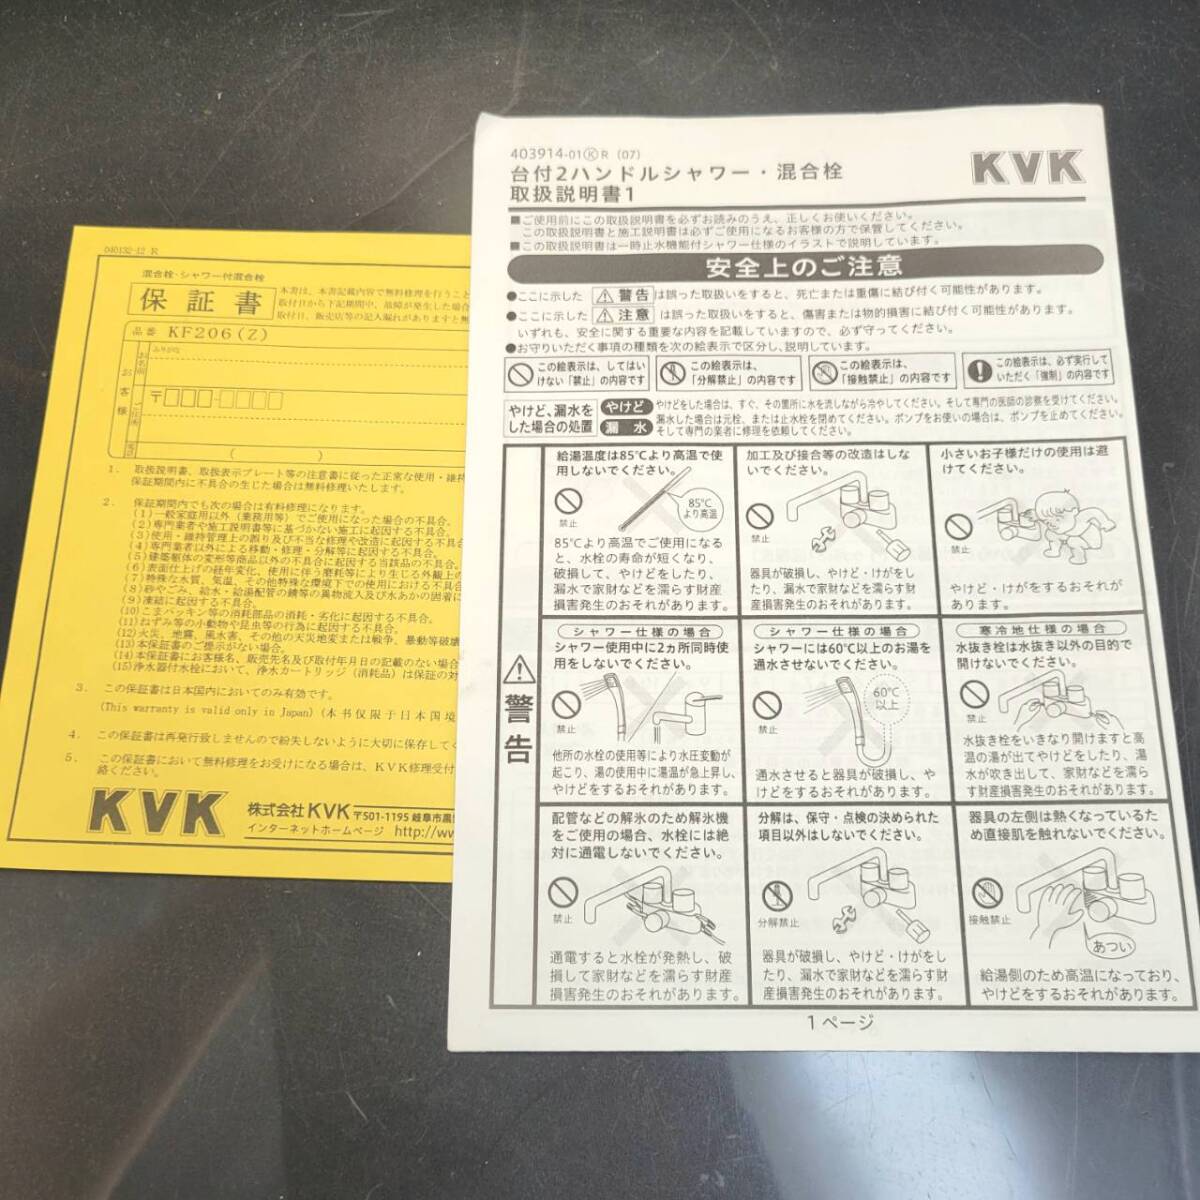 040132-12 R
混合栓・シャワー付混合栓
保証書
本書は、本書記載内容で無料修理を行うこと
取付日から下記期間中、故障が発生した場合
取付日、販売店等の記入漏れがありますと無
品番 KF206(Z)
ふりがな
お名前
お客様
ご住所
〒
( )
1. 取扱説明書、取扱表示プレート等の注意書に従った正常な使用・維持
保証期間内に不具合の生じた場合は無料修理いたします。
2. 保証期間内でも次の場合は有料修理になります。
(1)一般家庭用以外(業務用等)でご使用になった場合の不具合。
(2)専門業者や施工説明書等に基づかない施工に起因する不具合。
(3)使用・維持管理上の誤り及び不当な修理や改造に起因する不具合
(4)専門業者以外による移動・修理・分解等に起因する不具合。
(5)建築躯体の変形等商品以外の不具合に起因する当該品の不具合。
(6)表面仕上げの経年変化、使用に伴う磨耗等により生じる外観上の
(7)特殊な水質、気温、その他特殊な環境下での使用における不具合
(8)砂やごみ、給水・給湯配管の錆等の異物流入及び水あかの固着に
(9)凍結に起因する不具合。
(10)こまパッキン等の消耗部品の消耗・劣化に起因する不具合。
(11)ねずみ等の小動物や昆虫等の行為に起因する不具合。
(12)火災、地震、風水害、その他の天災地変または戦争、暴動等破壊
(13)本保証書のご提示がない場合。
(14)本保証書にお客様名、販売先名及び取付年月日の記載のない場合
(15)浄水器付水栓において、浄水カートリッジ(消耗品)は保証の対
3. この保証書は日本国内においてのみ有効です。
(This warranty is valid only in Japan)(本书仅限于日本国境
4. この保証書は再発行致しませんので紛失しないように大切に保存してく
5. この保証書において無料修理をお受けになる場合は、KVK修理受付
絡ください。
KVK 株式会社KVK 〒501-1195 岐阜市黒
インターネットホームページ http://ww
403914-01ⓀR (07)
台付2ハンドルシャワー・混合栓
取扱説明書1
KVK
■ご使用前にこの取扱説明書を必ずお読みのうえ、正しくお使いください。
この取扱説明書と施工説明書は必ずご使用になるお客様の方で保管してください。
■この取扱説明書は一時止水機能付シャワー仕様のイラストで説明しています。
安全上のご注意
●ここに示した ⚠警告 は誤った取扱いをすると、死亡または重傷に結び付く可能性があります。
●ここに示した ⚠注意 は誤った取扱いをすると、傷害または物的損害に結び付く可能性があります。
いずれも、安全に関する重要な内容を記載していますので、必ず守ってください。
●お守りいただく事項の種類を次の絵表示で区分し、説明しています。
この絵表示は、してはいけない「禁止」の内容です
この絵表示は、「分解禁止」の内容です
この絵表示は、「接触禁止」の内容です
この絵表示は、必ず実行していただく「強制」の内容です
やけど、漏水をした場合の処置
やけど やけどをした場合は、すぐ、その箇所に水を流しながら冷やしてください。そして専門の医師の診察を受けてください。
漏水 漏水した場合は元栓、または止水栓を閉めてください。ポンプをお使いの場合は、ポンプを止めてください。
そして専門の業者に修理を依頼してください。
⚠警告
給湯温度は85℃より高温で使
用しないでください。
禁止
85℃
より高温
85℃より高温でご使用になる
と、水栓の寿命が短くなり、
破損して、やけどをしたり、
漏水で家財などを濡らす財産
損害発生のおそれがあります。
加工及び接合等の改造はしな
いでください。
禁止
器具が破損し、やけど・けがをし
たり、漏水で家財などを濡らす財
産損害発生のおそれがあります。
小さいお子様だけの使用は避
けてください。
禁止
やけど・けがをするおそれが
あります。
シャワー仕様の場合
シャワー使用中に2ヵ所同時使
用をしないでください。
禁止
他所の水栓の使用等により水圧変動が
起こり、湯の使用中に湯温が急上昇し、
やけどをするおそれがあります。
シャワー仕様の場合
シャワーには60℃以上のお湯を
通水させないでください。
禁止
60℃
以上
通水させると器具が破損し、や
けどをするおそれがあります。
寒冷地仕様の場合
水抜き栓は水抜き以外の目的で
開けないでください。
禁止
水抜き栓をいきなり開けますと高
温の湯が出てやけどをしたり、湯
水が吹き出して、家財などを濡ら
す財産損害発生のおそれがあります。
配管などの解氷のため解氷機
をご使用の場合、水栓には絶
対に通電しないでください。
禁止
通電すると水栓が発熱し、破
損して家財などを濡らす財産
損害発生のおそれがあります。
分解は、保守・点検の決められた
項目以外はしないでください。
分解禁止
器具が破損し、やけど・けがをし
たり、漏水で家財などを濡らす財
産損害発生のおそれがあります。
器具の左側は熱くなっているた
め直接肌を触れないでください。
接触禁止
あつい
給湯側のため高温になっており、
やけどをするおそれがあります。
1ページ